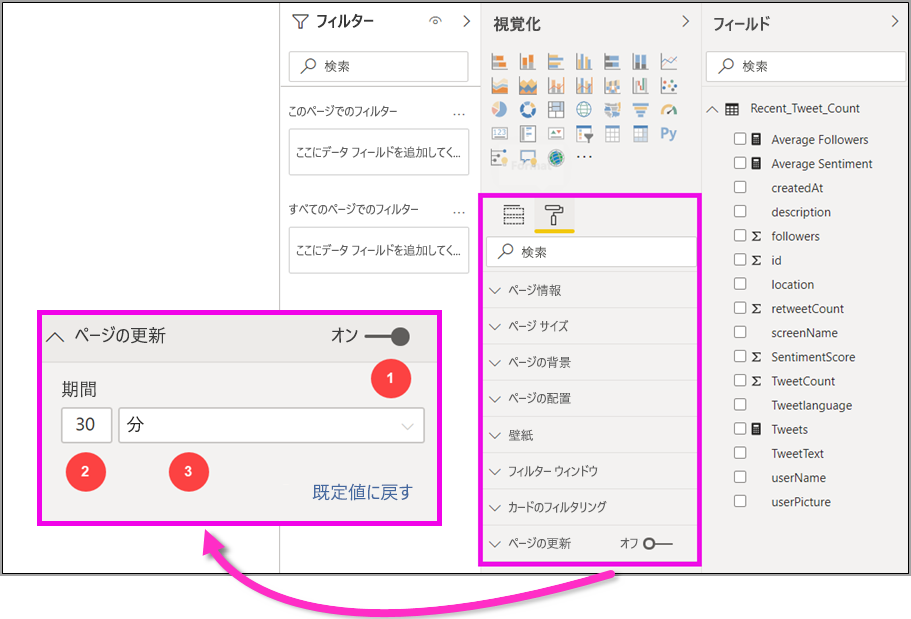 フィルター
検索
このページでのフィルター
...
ここにデータ フィールドを追加してく...
すべてのページでのフィルター
...
ここにデータ フィールドを追加してく...
視覚化
123
Py
...
検索
ページ情報
ページ サイズ
ページの背景
ページの配置
壁紙
フィルター ウィンドウ
カードのフィルタリング
ページの更新 オフ
フィールド
検索
Recent_Tweet_Count
Average Followers
Average Sentiment
createdAt
description
Σ followers
Σ id
location
Σ retweetCount
screenName
Σ SentimentScore
Σ TweetCount
Tweetlanguage
Tweets
TweetText
userName
userPicture
ページの更新 オン
1
期間
30 分
2 3
既定値に戻す